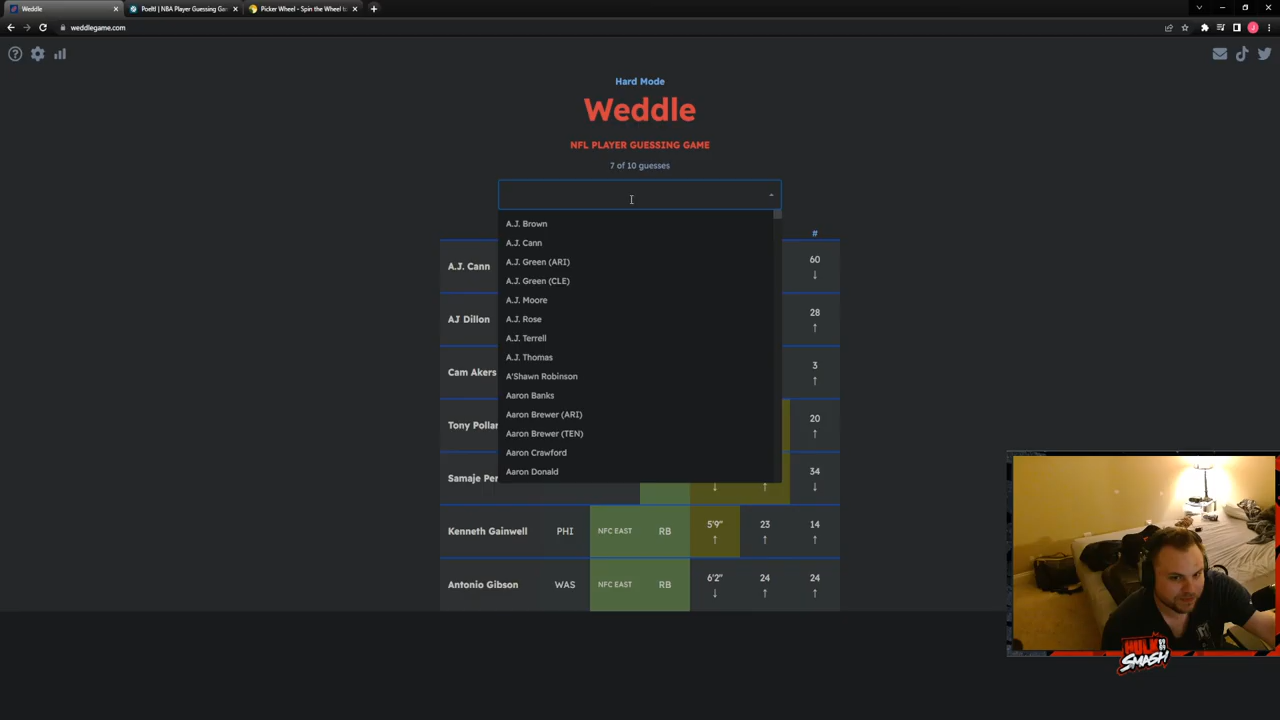 Weddle
Poeltl | NBA Player Guessing Ga
Picker Wheel - Spin the Wheel to
weddlegame.com
Hard Mode
Weddle
NFL PLAYER GUESSING GAME
7 of 10 guesses
A.J. Brown
A.J. Cann
A.J. Green (ARI)
A.J. Green (CLE)
A.J. Moore
A.J. Rose
A.J. Terrell
A.J. Thomas
A'Shawn Robinson
Aaron Banks
Aaron Brewer (ARI)
Aaron Brewer (TEN)
Aaron Crawford
Aaron Donald
#
A.J. Cann 60 ↓
AJ Dillon 28 ↑
Cam Akers 3 ↑
Tony Pollar 20 ↑
Samaje Per ↓ ↑ 34 ↓
Kenneth Gainwell PHI NFC EAST RB 5'9" ↑ 23 ↑ 14 ↑
Antonio Gibson WAS NFC EAST RB 6'2" ↓ 24 ↑ 24 ↑
HULK
SMASH